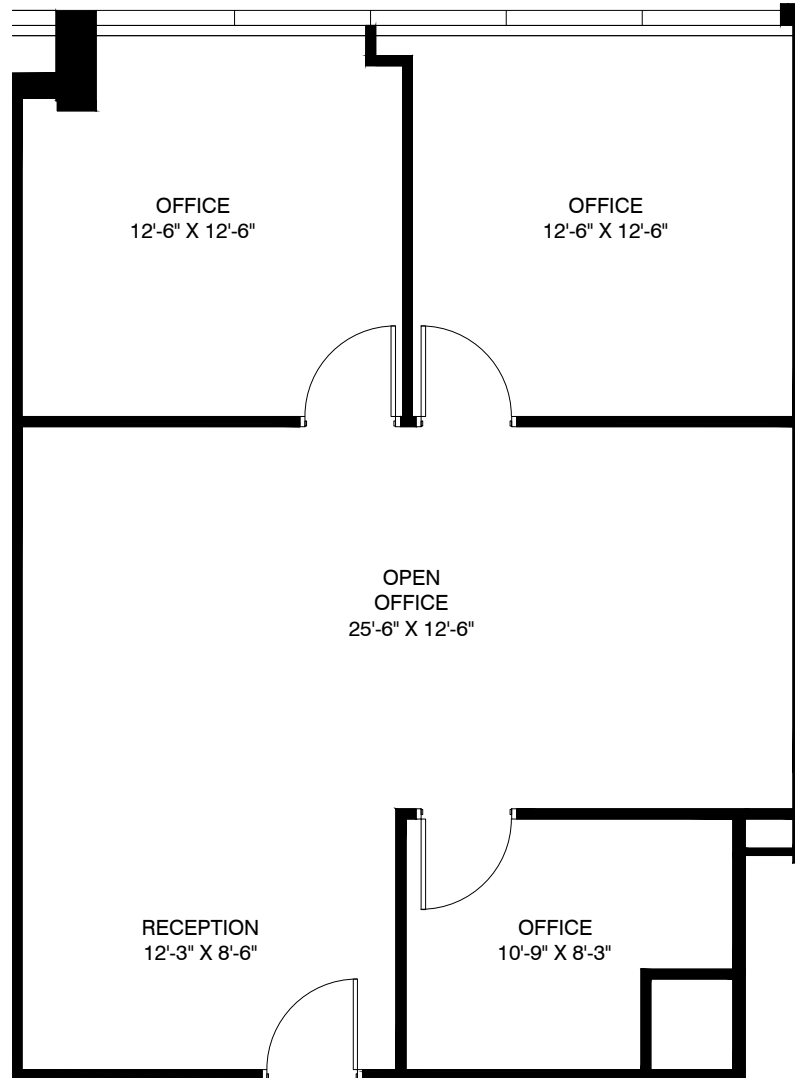 OFFICE
12'-6" X 12'-6"
OFFICE
12'-6" X 12'-6"
OPEN
OFFICE
25'-6" X 12'-6"
RECEPTION
12'-3" X 8'-6"
OFFICE
10'-9" X 8'-3"